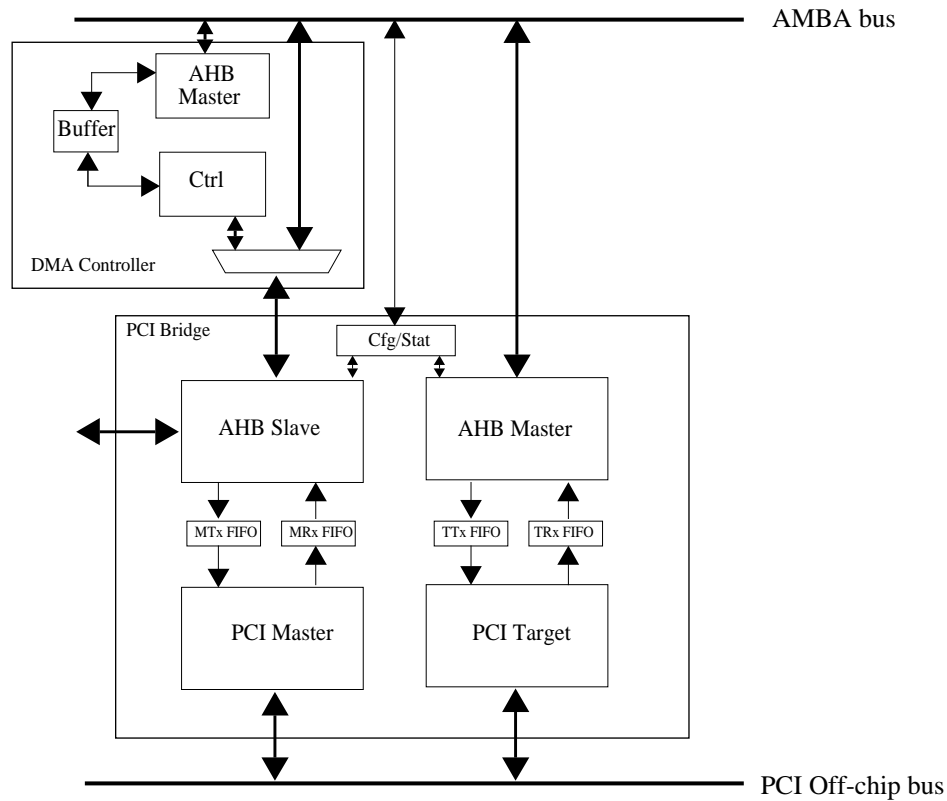 AMBA bus
AHB
Master
Buffer
Ctrl
DMA Controller
PCI Bridge
Cfg/Stat
AHB Slave
AHB Master
MTx FIFO
MRx FIFO
TTx FIFO
TRx FIFO
PCI Master
PCI Target
PCI Off-chip bus